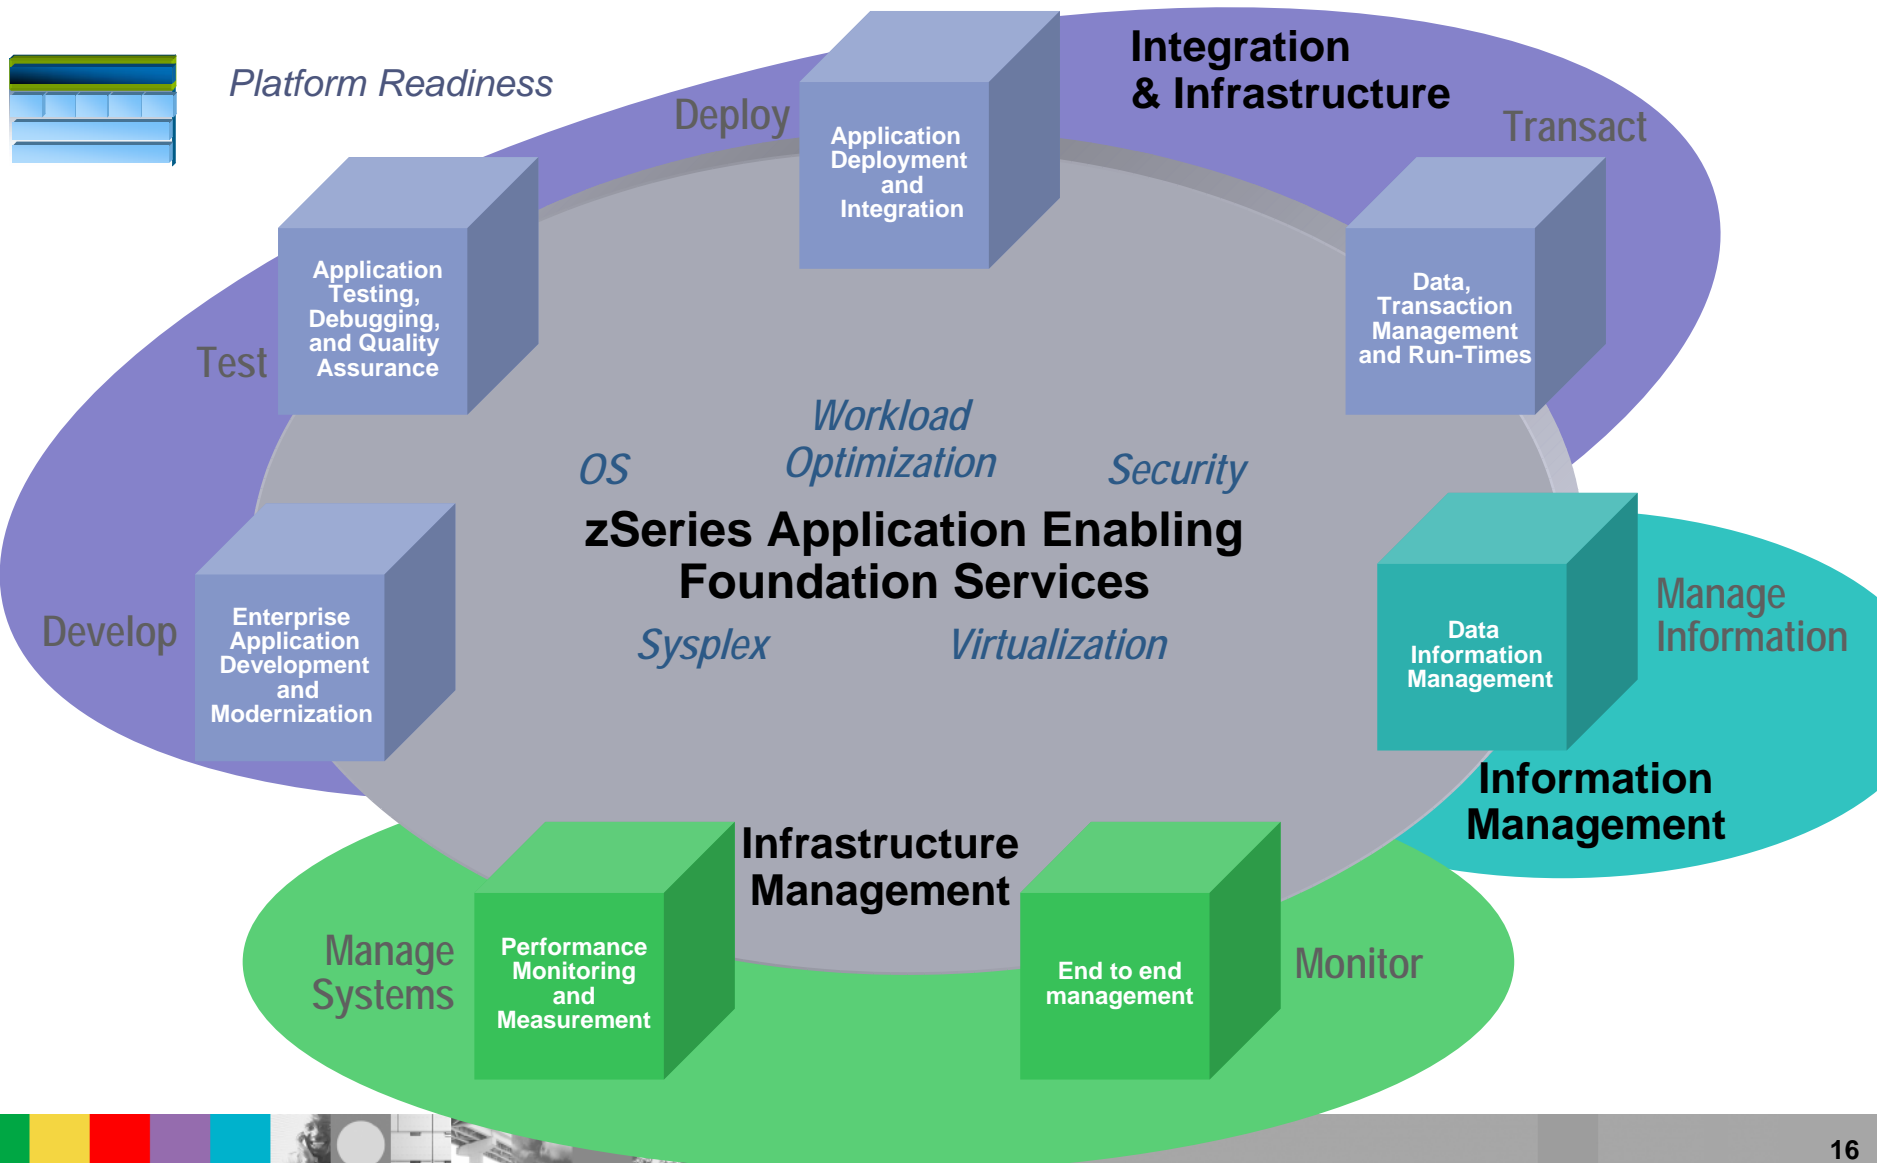 Platform Readiness
Integration
& Infrastructure
Deploy
Transact
Application
Deployment
and
Integration
Application
Testing,
Debugging,
and Quality
Assurance
Data,
Transaction
Management
and Run-Times
Test
Workload
Optimization
OS
Security
zSeries Application Enabling
Foundation Services
Sysplex
Virtualization
Develop
Enterprise
Application
Development
and
Modernization
Data
Information
Management
Manage
Information
Information
Management
Infrastructure
Management
Manage
Systems
Performance
Monitoring
and
Measurement
End to end
management
Monitor
16